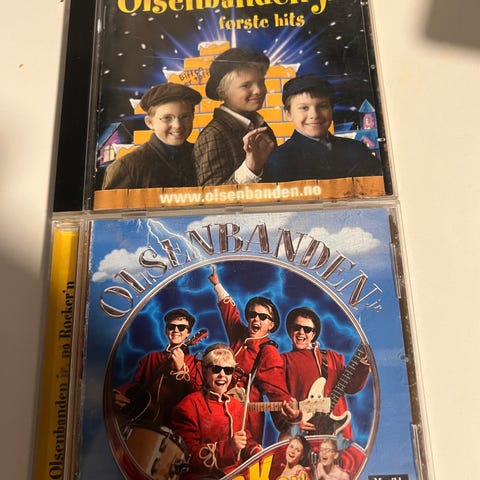 Olsenbanden jr
første hits
www.olsenbanden.no
OLSENBANDEN jr
Olsenbanden jr. på Rocker'n